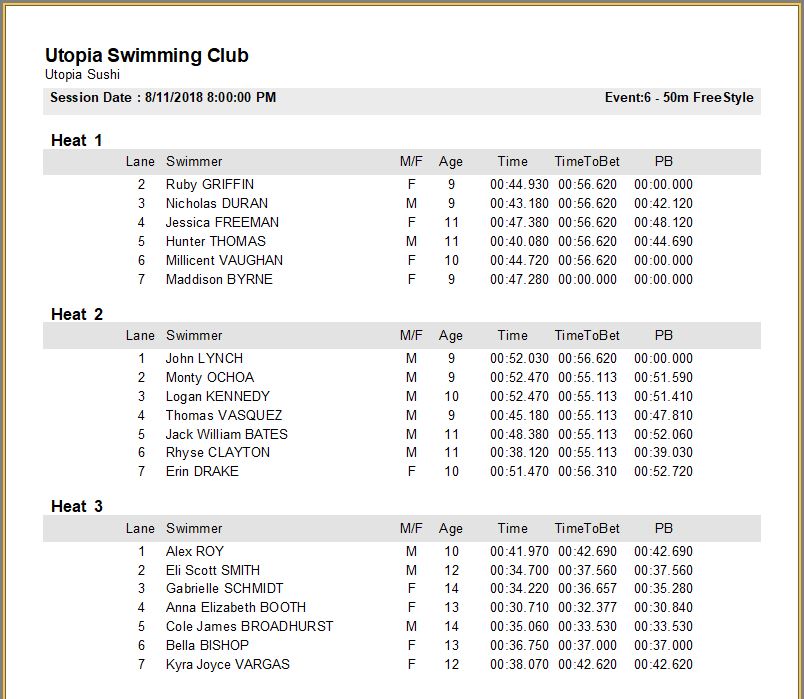 Utopia Swimming Club
Utopia Sushi
Session Date : 8/11/2018 8:00:00 PM Event:6 - 50m FreeStyle
Heat 1
Lane Swimmer M/F Age Time TimeToBet PB
2 Ruby GRIFFIN F 9 00:44.930 00:56.620 00:00.000
3 Nicholas DURAN M 9 00:43.180 00:56.620 00:42.120
4 Jessica FREEMAN F 11 00:47.380 00:56.620 00:48.120
5 Hunter THOMAS M 11 00:40.080 00:56.620 00:44.690
6 Millicent VAUGHAN F 10 00:44.720 00:56.620 00:00.000
7 Maddison BYRNE F 9 00:47.280 00:00.000 00:00.000
Heat 2
Lane Swimmer M/F Age Time TimeToBet PB
1 John LYNCH M 9 00:52.030 00:56.620 00:00.000
2 Monty OCHOA M 9 00:52.470 00:55.113 00:51.590
3 Logan KENNEDY M 10 00:52.470 00:55.113 00:51.410
4 Thomas VASQUEZ M 9 00:45.180 00:55.113 00:47.810
5 Jack William BATES M 11 00:48.380 00:55.113 00:52.060
6 Rhyse CLAYTON M 11 00:38.120 00:55.113 00:39.030
7 Erin DRAKE F 10 00:51.470 00:56.310 00:52.720
Heat 3
Lane Swimmer M/F Age Time TimeToBet PB
1 Alex ROY M 10 00:41.970 00:42.690 00:42.690
2 Eli Scott SMITH M 12 00:34.700 00:37.560 00:37.560
3 Gabrielle SCHMIDT F 14 00:34.220 00:36.657 00:35.280
4 Anna Elizabeth BOOTH F 13 00:30.710 00:32.377 00:30.840
5 Cole James BROADHURST M 14 00:35.060 00:33.530 00:33.530
6 Bella BISHOP F 13 00:36.750 00:37.000 00:37.000
7 Kyra Joyce VARGAS F 12 00:38.070 00:42.620 00:42.620